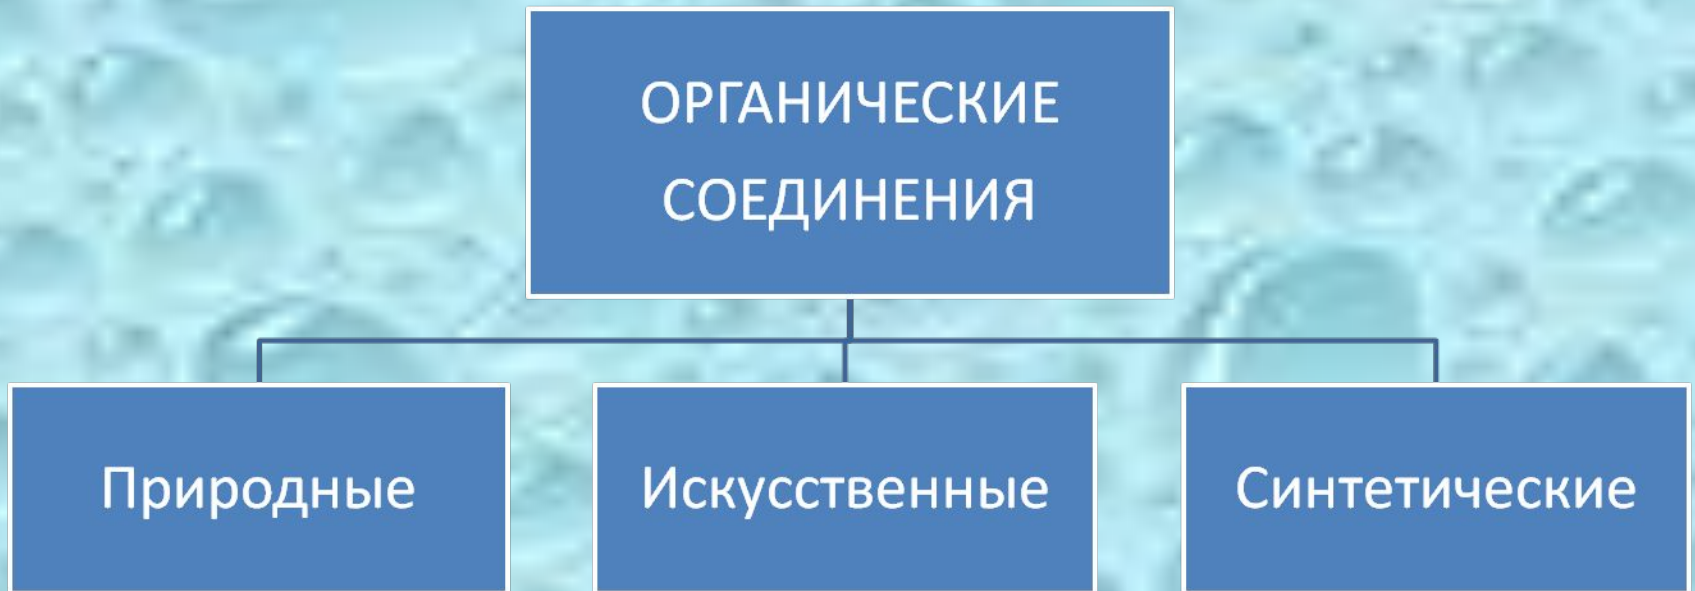 ОРГАНИЧЕСКИЕ
СОЕДИНЕНИЯ
Природные
Искусственные
Синтетические